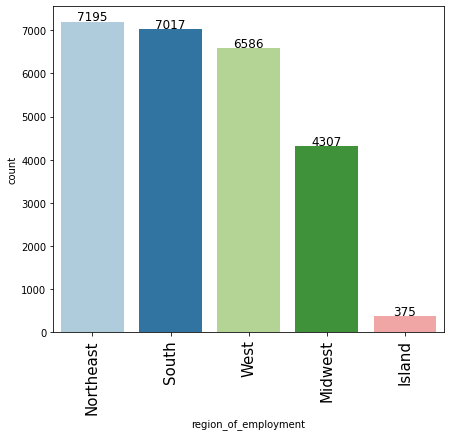 7195
7017
6586
4307
375
7000
6000
5000
4000
3000
2000
1000
0
count
Northeast
South
West
Midwest
Island
region_of_employment